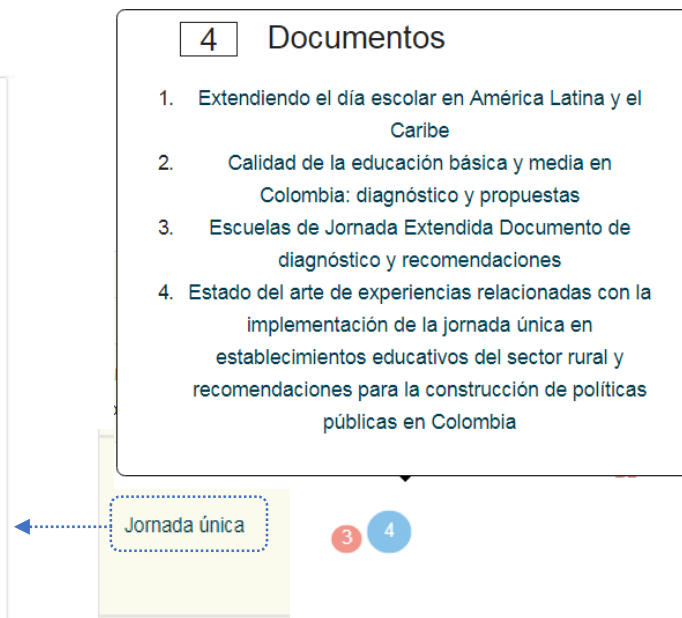 4 Documentos
1. Extendiendo el día escolar en América Latina y el
Caribe
2. Calidad de la educación básica y media en
Colombia: diagnóstico y propuestas
3. Escuelas de Jornada Extendida Documento de
diagnóstico y recomendaciones
4. Estado del arte de experiencias relacionadas con la
implementación de la jornada única en
establecimientos educativos del sector rural y
recomendaciones para la construcción de políticas
públicas en Colombia
Jornada única
3 4